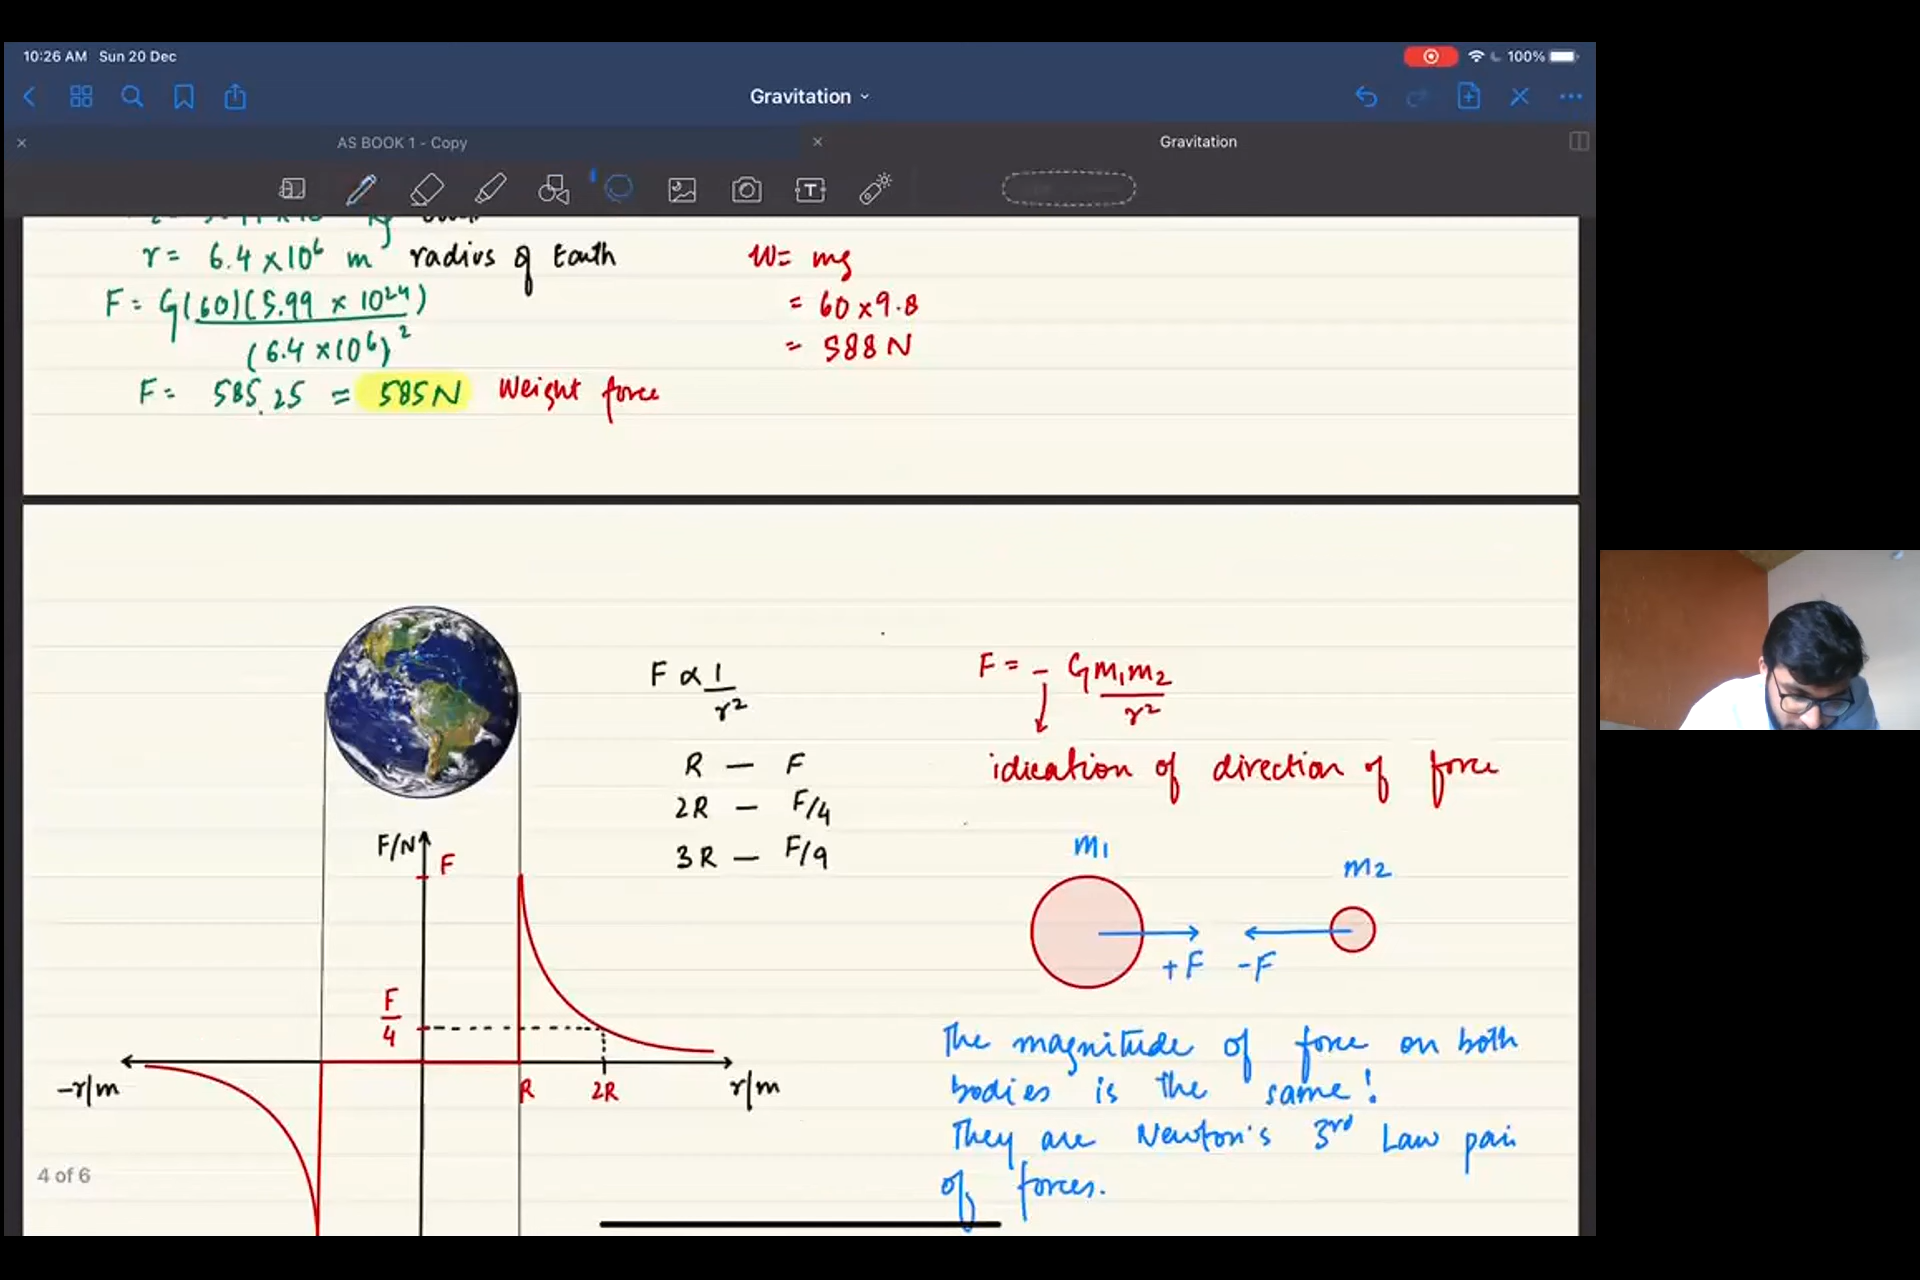 10:26 AM Sun 20 Dec
100%
Gravitation
AS BOOK 1 - Copy
Gravitation
r = 6.4 × 10⁶ m radius of Earth
F = G(60)(5.99 × 10²⁴)
(6.4 × 10⁶)²
F = 585.25 = 585N Weight force
W = mg
= 60 × 9.8
= 588 N
F ∝ 1
r²
R — F
2R — F/4
3R — F/9
F = - Gm₁m₂
r²
idication of direction of force
m₁
m₂
+F -F
The magnitude of force on both
bodies is the same!
They are Newton's 3rd Law pair
of forces.
F/N
F
F
4
-r/m
R
2R
r/m
4 of 6